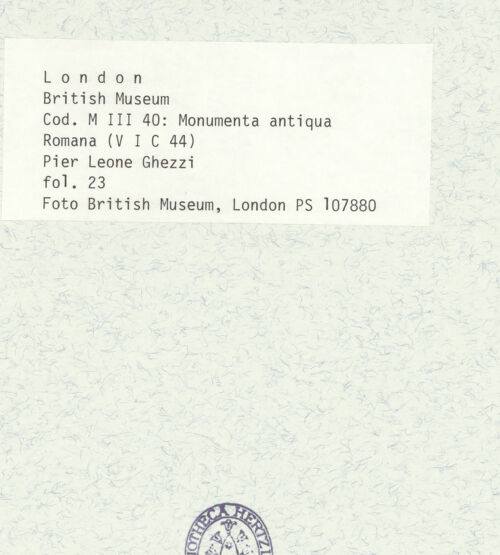 L o n d o n
British Museum
Cod. M III 40: Monumenta antiqua
Romana (V I C 44)
Pier Leone Ghezzi
fol. 23
Foto British Museum, London PS 107880